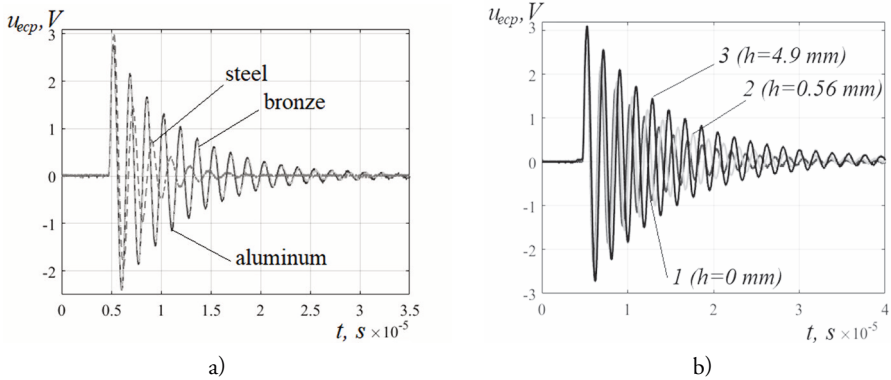 u_ecp, V
3
2
1
0
-1
-2
steel
bronze
aluminum
0 0.5 1 1.5 2 2.5 3 3.5
t, s ×10⁻⁵
a)
u_ecp, V
3
2
1
0
-1
-2
-3
3 (h=4.9 mm)
2 (h=0.56 mm)
1 (h=0 mm)
0 1 2 3 4
t, s ×10⁻⁵
b)